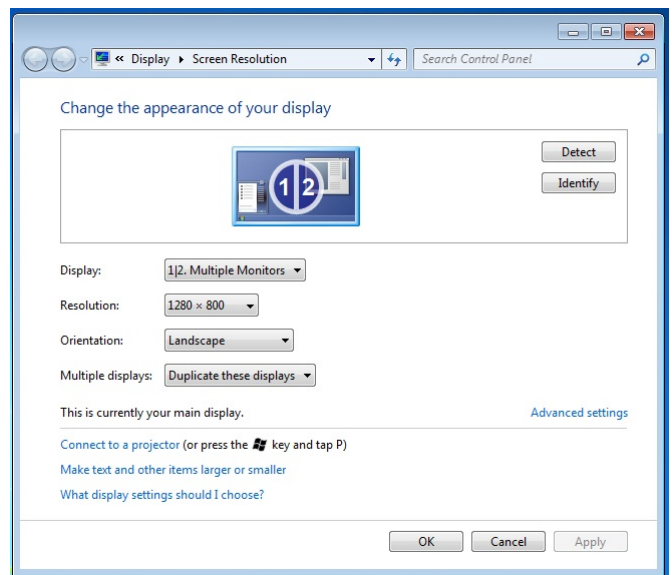 « Display ▸ Screen Resolution
Search Control Panel
Change the appearance of your display
1|2
Detect
Identify
Display: 1|2. Multiple Monitors
Resolution: 1280 × 800
Orientation: Landscape
Multiple displays: Duplicate these displays
This is currently your main display. Advanced settings
Connect to a projector (or press the key and tap P)
Make text and other items larger or smaller
What display settings should I choose?
OK Cancel Apply